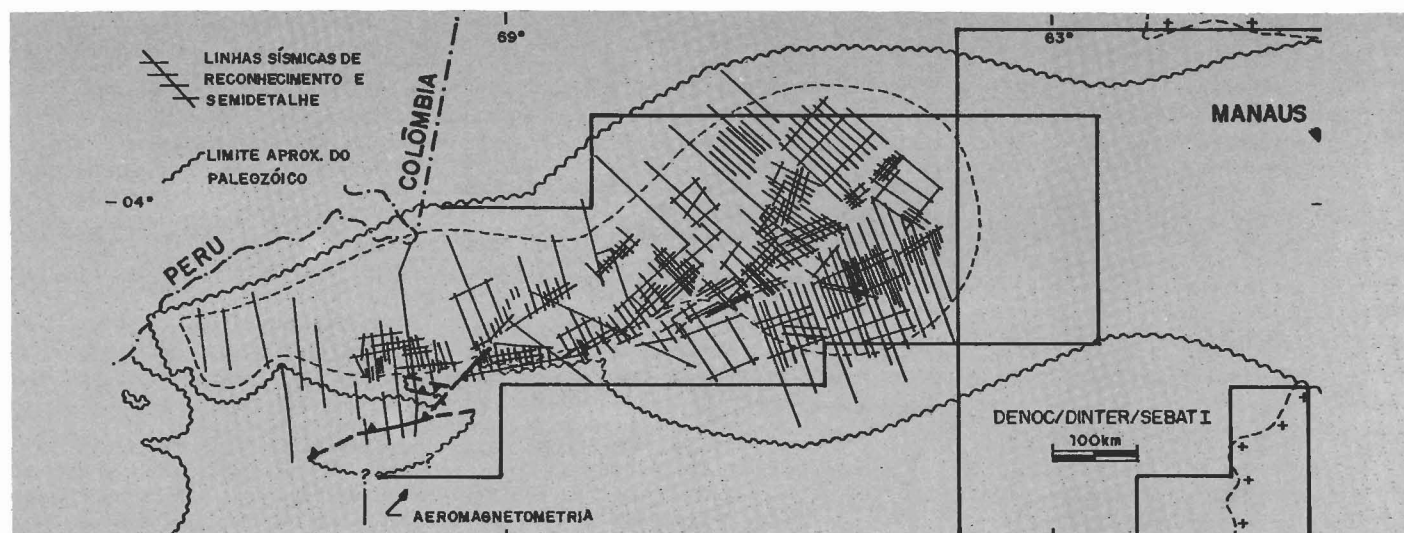 69°
63°
LINHAS SÍSMICAS DE
RECONHECIMENTO E
SEMIDETALHE
COLÔMBIA
MANAUS
LIMITE APROX. DO
PALEOZÓICO
- 04°
PERU
DENOC/DINTER/SEBAT I
100km
?
?
AEROMAGNETOMETRIA